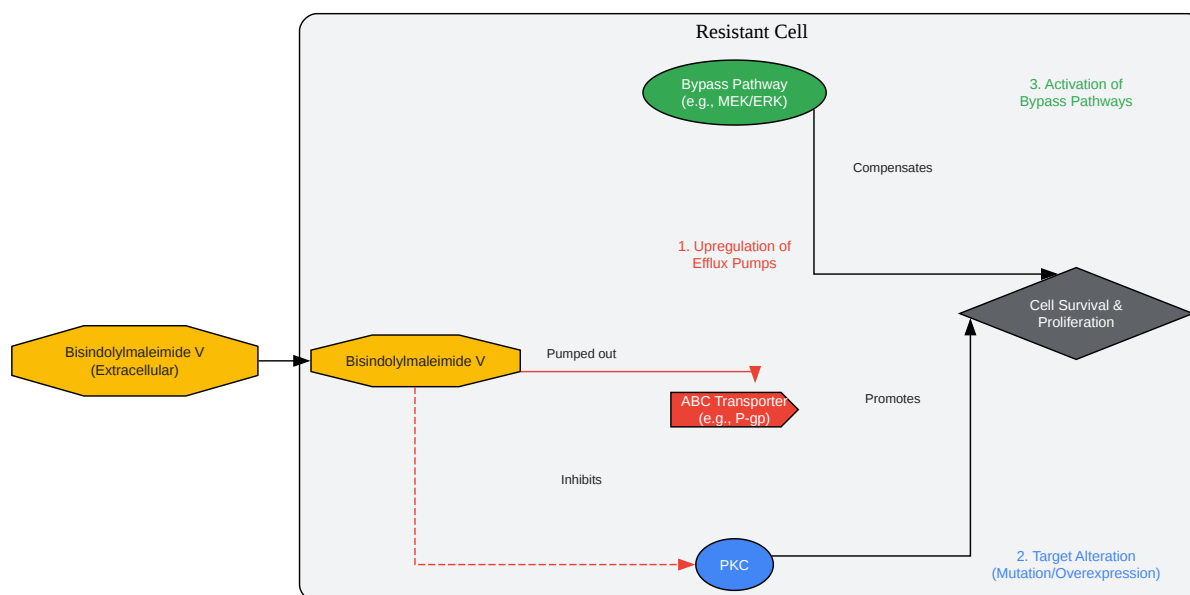 Resistant Cell
Bypass Pathway
(e.g., MEK/ERK)
3. Activation of
Bypass Pathways
Compensates
1. Upregulation of
Efflux Pumps
Cell Survival &
Proliferation
Bisindolylmaleimide V
(Extracellular)
Bisindolylmaleimide V
Pumped out
ABC Transporter
(e.g., P-gp)
Promotes
Inhibits
PKC
2. Target Alteration
(Mutation/Overexpression)